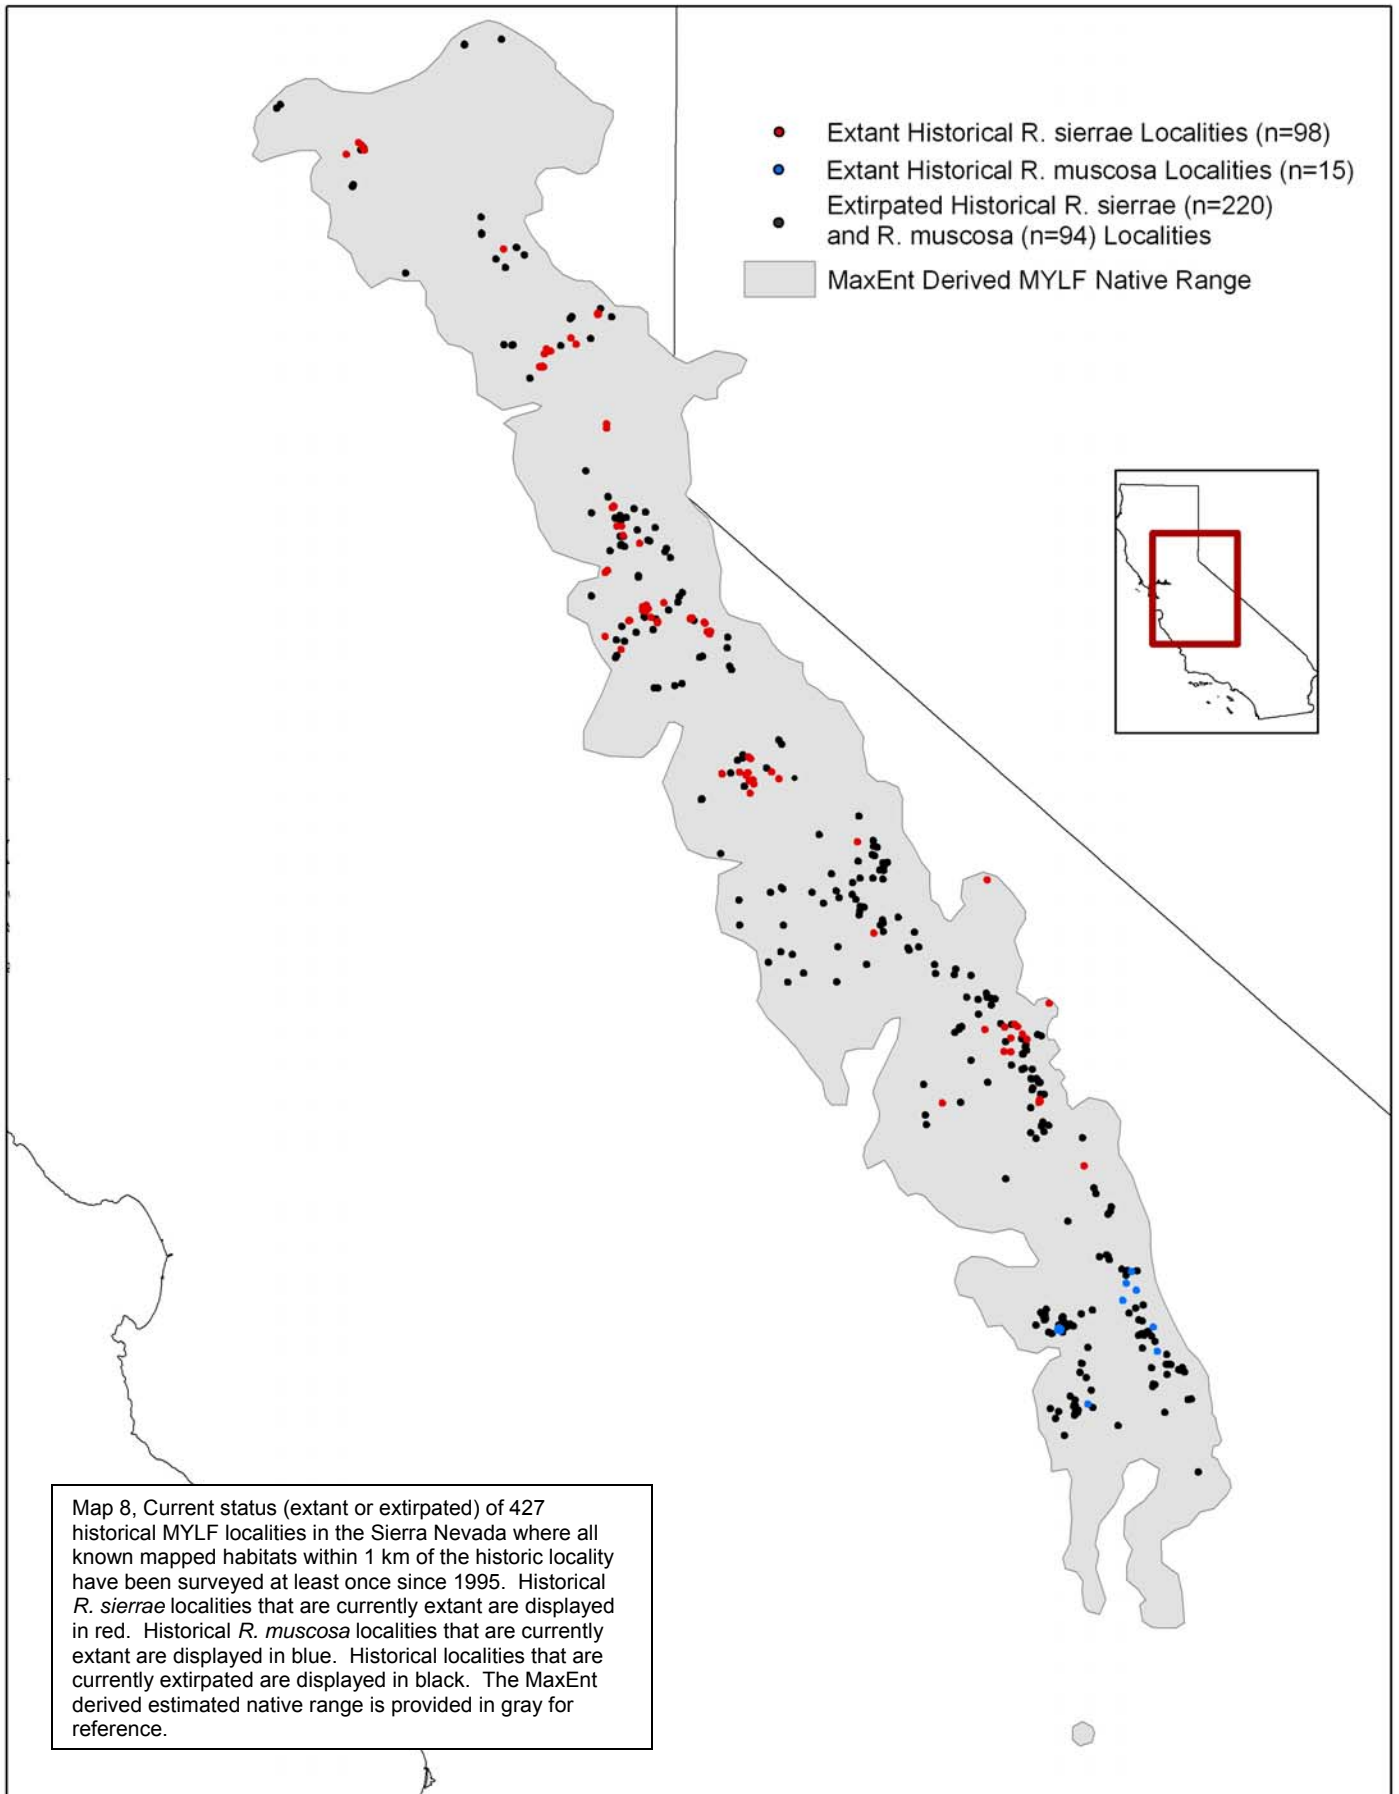 Extant Historical R. sierrae Localities (n=98)
Extant Historical R. muscosa Localities (n=15)
Extirpated Historical R. sierrae (n=220)
and R. muscosa (n=94) Localities
MaxEnt Derived MYLF Native Range
Map 8, Current status (extant or extirpated) of 427
historical MYLF localities in the Sierra Nevada where all
known mapped habitats within 1 km of the historic locality
have been surveyed at least once since 1995.  Historical
R. sierrae localities that are currently extant are displayed
in red.  Historical R. muscosa localities that are currently
extant are displayed in blue.  Historical localities that are
currently extirpated are displayed in black.  The MaxEnt
derived estimated native range is provided in gray for
reference.